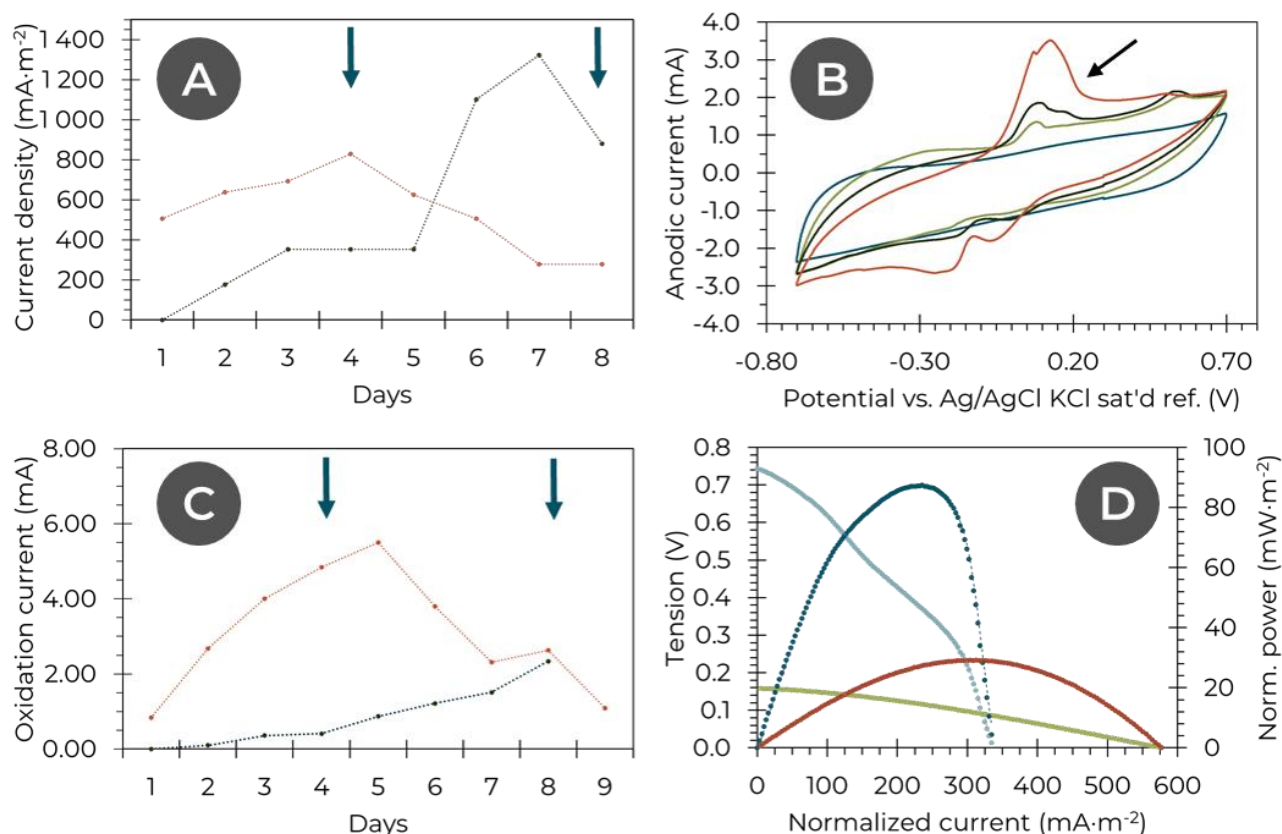 A
Current density (mA·m-2)
1400
1200
1000
800
600
400
200
0
1 2 3 4 5 6 7 8
Days
B
Anodic current (mA)
4.0
3.0
2.0
1.0
0.0
-1.0
-2.0
-3.0
-4.0
-0.80 -0.30 0.20 0.70
Potential vs. Ag/AgCl KCl sat'd ref. (V)
C
Oxidation current (mA)
8.00
6.00
4.00
2.00
0.00
1 2 3 4 5 6 7 8 9
Days
D
Tension (V)
0.8
0.7
0.6
0.5
0.4
0.3
0.2
0.1
0.0
0 100 200 300 400 500 600
Normalized current (mA·m-2)
100
80
60
40
20
0
Norm. power (mW·m-2)